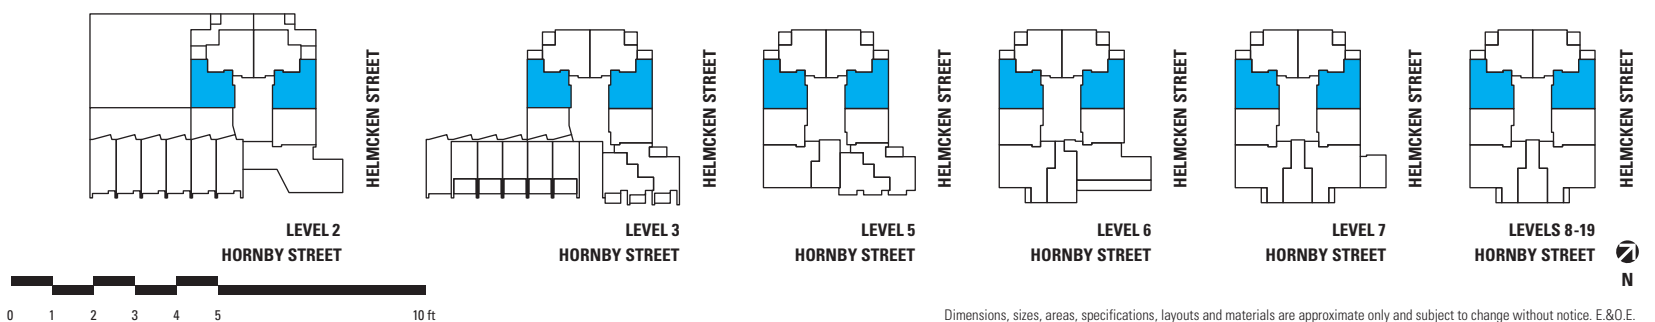 HELMCKEN STREET
LEVEL 2
HORNBY STREET
HELMCKEN STREET
LEVEL 3
HORNBY STREET
HELMCKEN STREET
LEVEL 5
HORNBY STREET
HELMCKEN STREET
LEVEL 6
HORNBY STREET
HELMCKEN STREET
LEVEL 7
HORNBY STREET
HELMCKEN STREET
LEVELS 8-19
HORNBY STREET
N
0 1 2 3 4 5 10 ft
Dimensions, sizes, areas, specifications, layouts and materials are approximate only and subject to change without notice. E.&O.E.